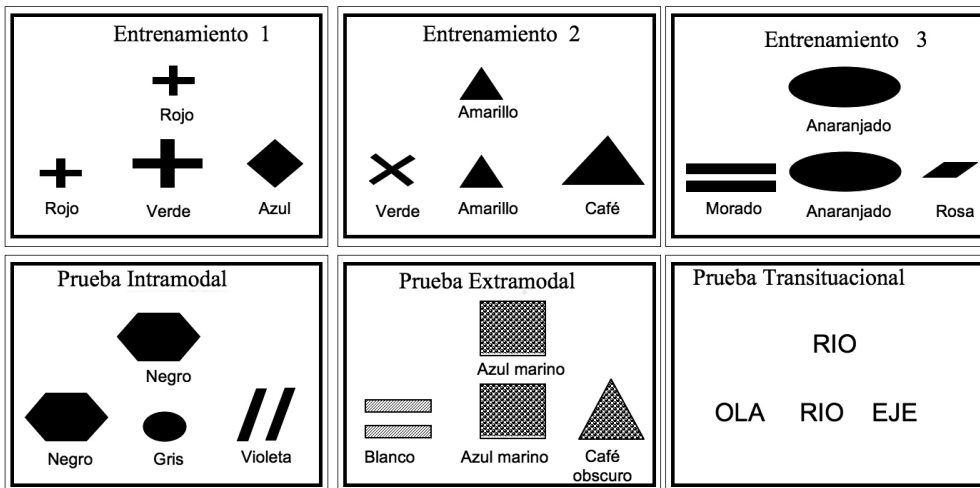 Entrenamiento 1
Rojo
Rojo Verde Azul
Entrenamiento 2
Amarillo
Verde Amarillo Café
Entrenamiento 3
Anaranjado
Morado Anaranjado Rosa
Prueba Intramodal
Negro
Negro Gris Violeta
Prueba Extramodal
Azul marino
Blanco Azul marino Café
obscuro
Prueba Transituacional
RIO
OLA RIO EJE